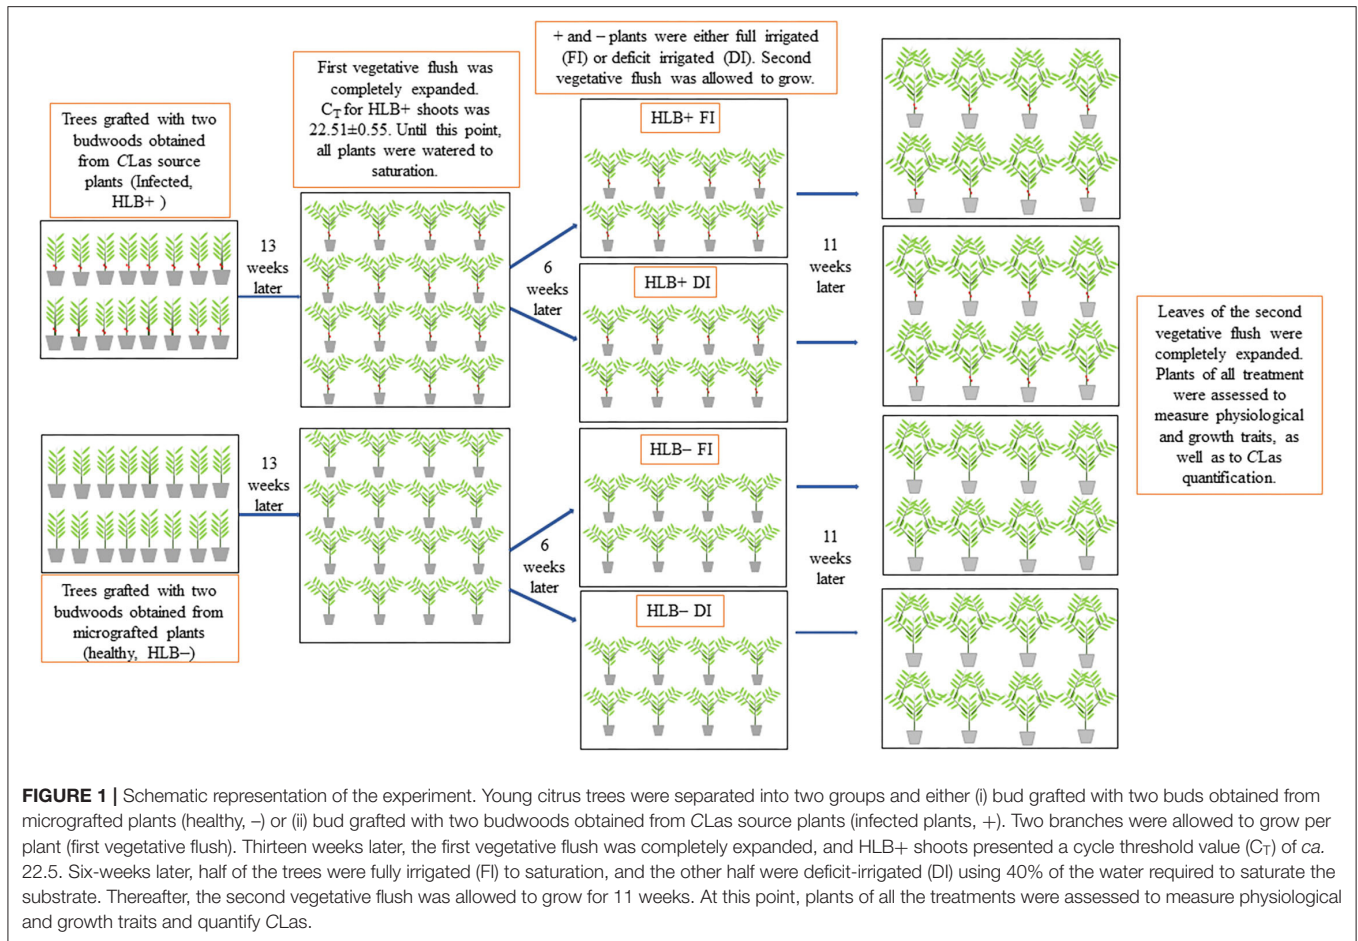 Trees grafted with two
budwoods obtained
from CLas source
plants (Infected,
HLB+ )
13
weeks
later
First vegetative flush was
completely expanded.
CT for HLB+ shoots was
22.51±0.55. Until this point,
all plants were watered to
saturation.
6
weeks
later
+ and – plants were either full irrigated
(FI) or deficit irrigated (DI). Second
vegetative flush was allowed to grow.
HLB+ FI
HLB+ DI
11
weeks
later
Trees grafted with two
budwoods obtained from
micrografted plants
(healthy, HLB–)
13
weeks
later
6
weeks
later
HLB– FI
HLB– DI
11
weeks
later
Leaves of the second
vegetative flush were
completely expanded.
Plants of all treatment
were assessed to
measure physiological
and growth traits, as
well as to CLas
quantification.
FIGURE 1 | Schematic representation of the experiment. Young citrus trees were separated into two groups and either (i) bud grafted with two buds obtained from
micrografted plants (healthy, –) or (ii) bud grafted with two budwoods obtained from CLas source plants (infected plants, +). Two branches were allowed to grow per
plant (first vegetative flush). Thirteen weeks later, the first vegetative flush was completely expanded, and HLB+ shoots presented a cycle threshold value (CT) of ca.
22.5. Six-weeks later, half of the trees were fully irrigated (FI) to saturation, and the other half were deficit-irrigated (DI) using 40% of the water required to saturate the
substrate. Thereafter, the second vegetative flush was allowed to grow for 11 weeks. At this point, plants of all the treatments were assessed to measure physiological
and growth traits and quantify CLas.